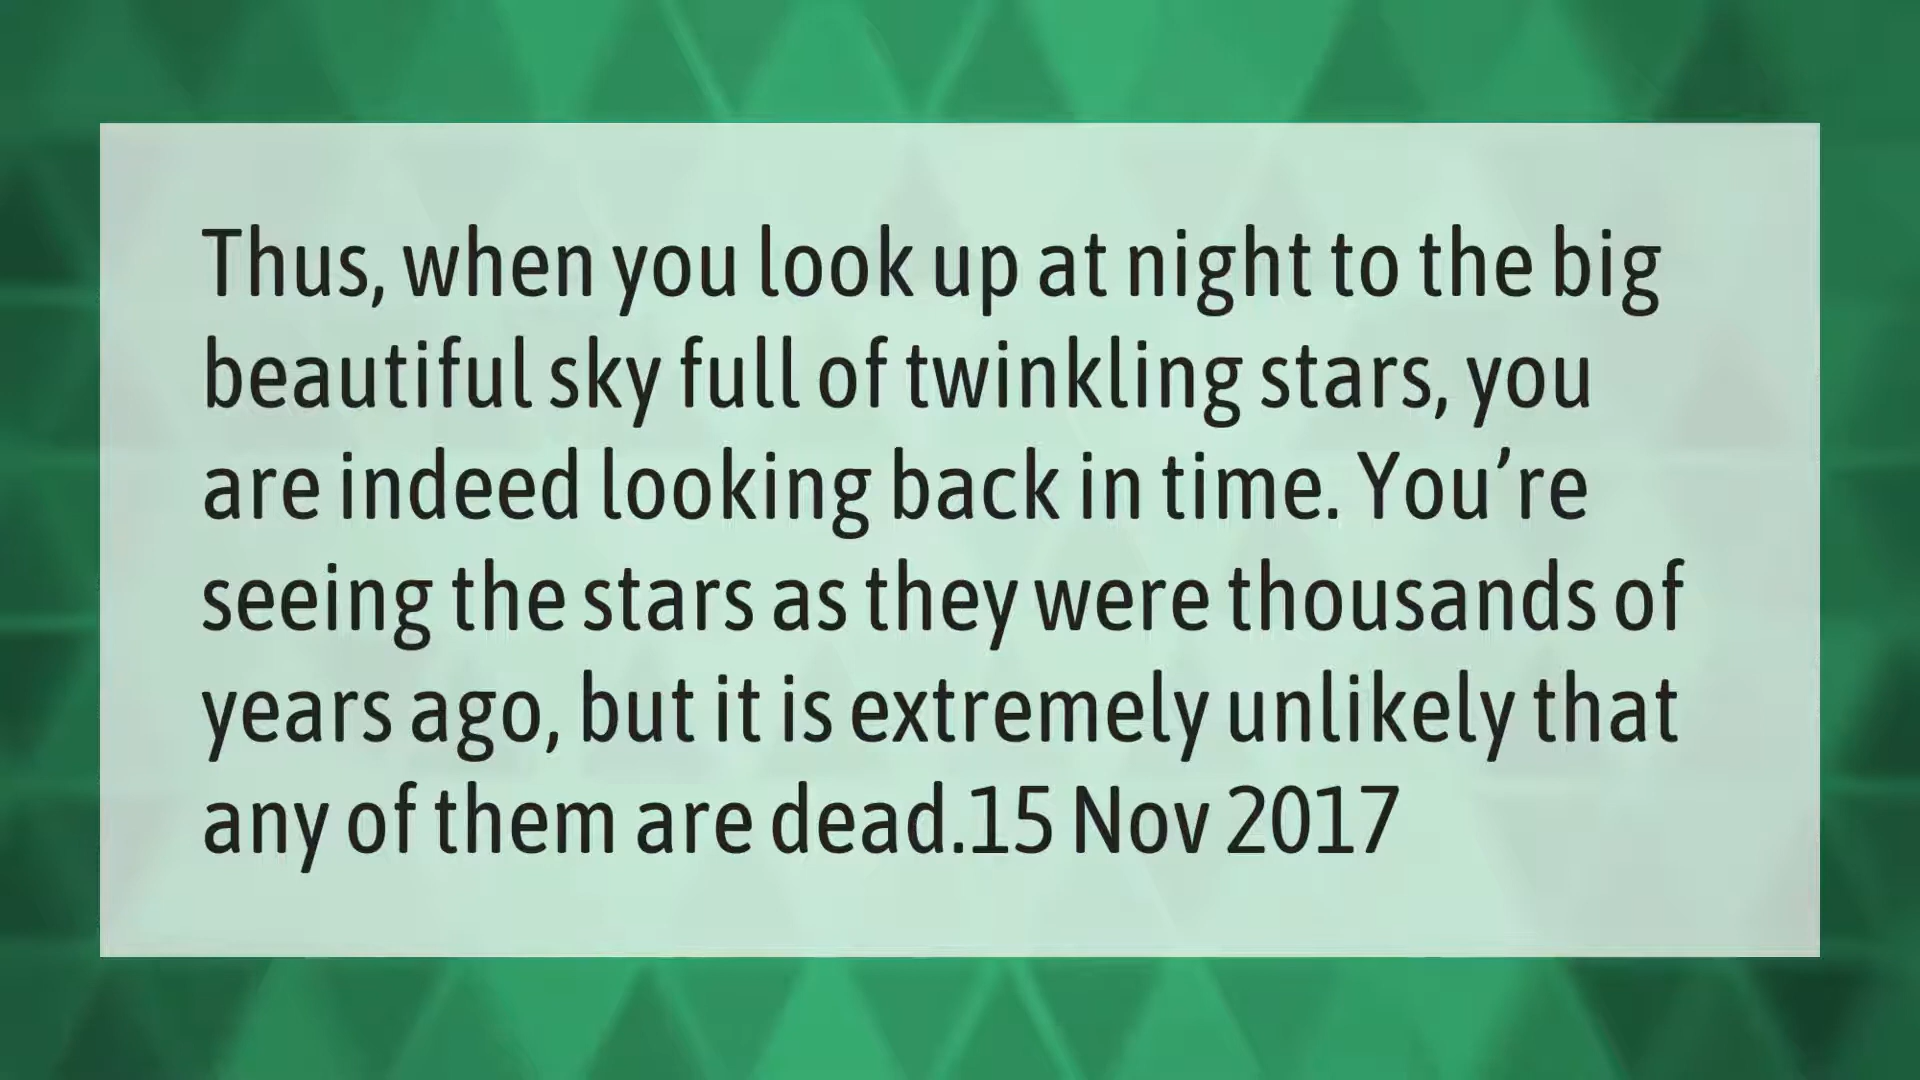 Thus, when you look up at night to the big
beautiful sky full of twinkling stars, you
are indeed looking back in time. You’re
seeing the stars as they were thousands of
years ago, but it is extremely unlikely that
any of them are dead.15 Nov 2017